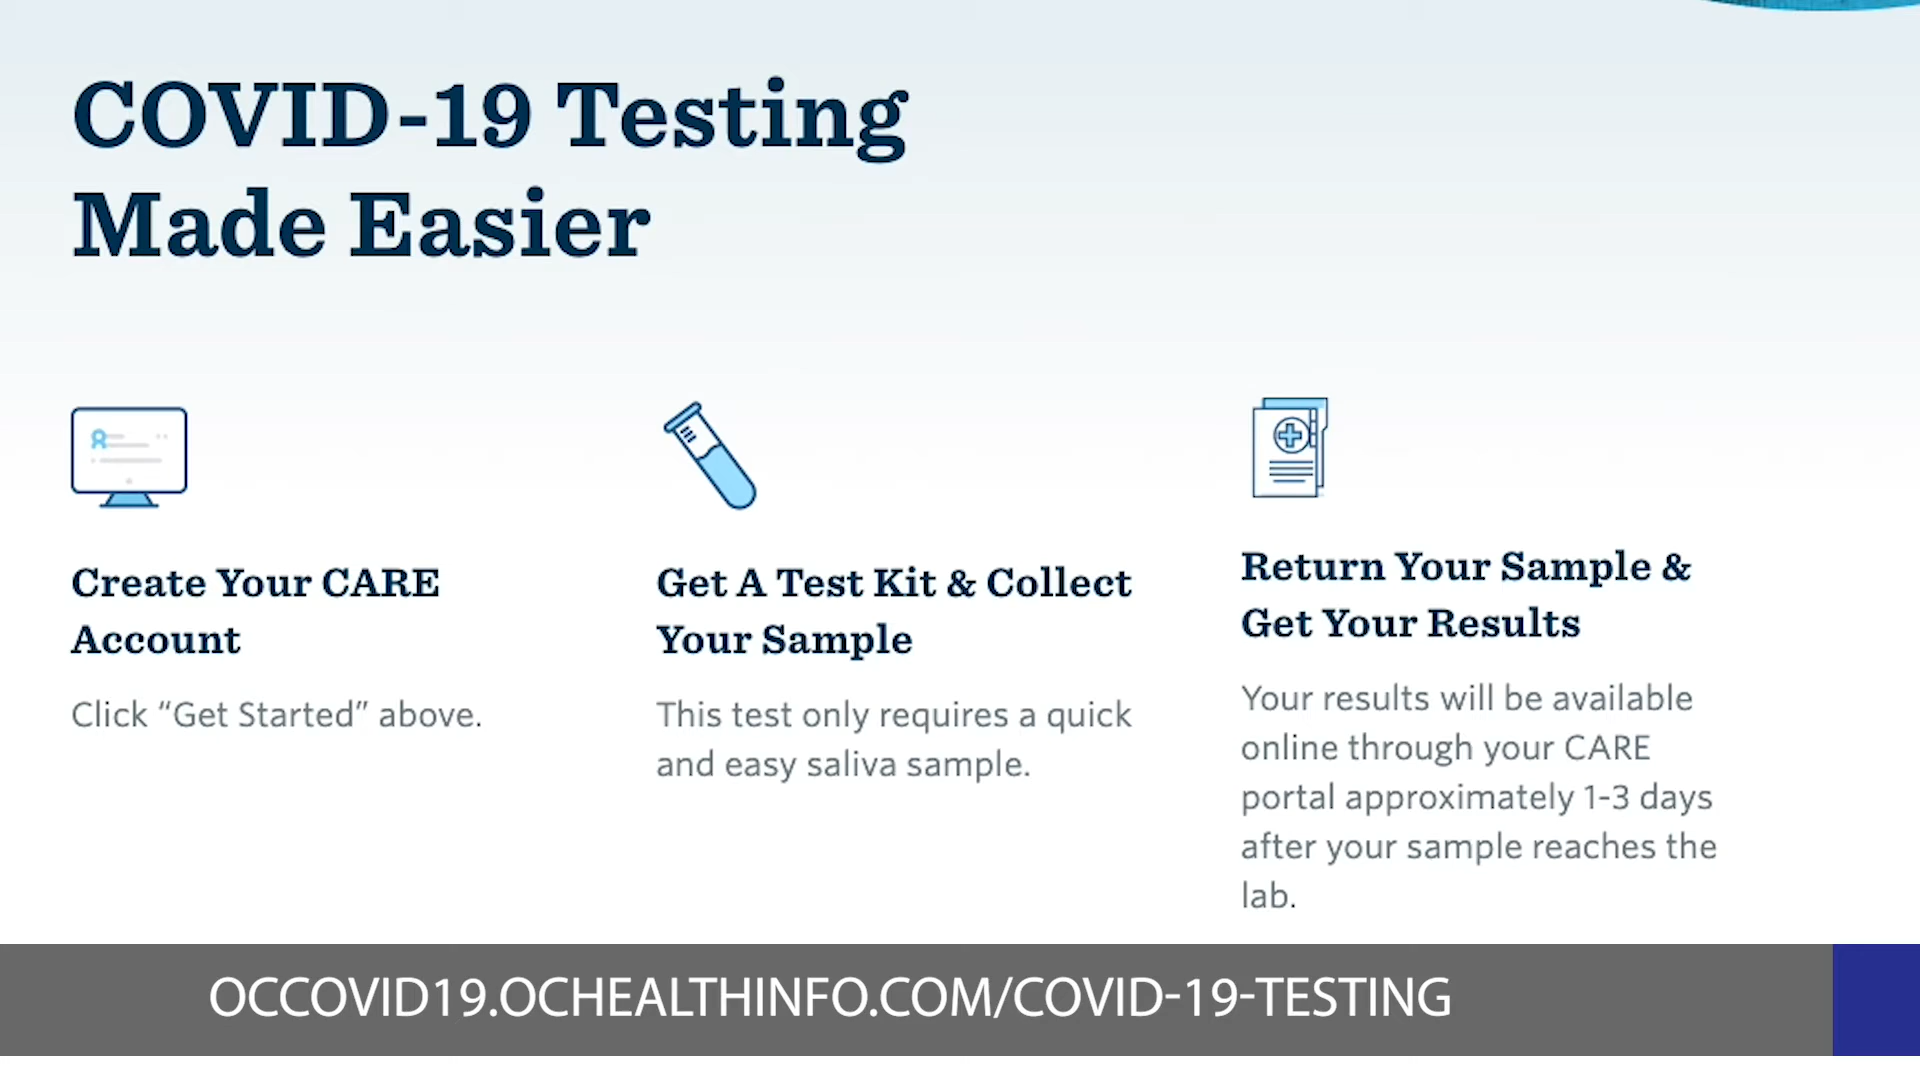 COVID-19 Testing
Made Easier
Create Your CARE
Account
Click “Get Started” above.
Get A Test Kit & Collect
Your Sample
This test only requires a quick
and easy saliva sample.
Return Your Sample &
Get Your Results
Your results will be available
online through your CARE
portal approximately 1-3 days
after your sample reaches the
lab.
OCCOVID19.OCHEALTHINFO.COM/COVID-19-TESTING